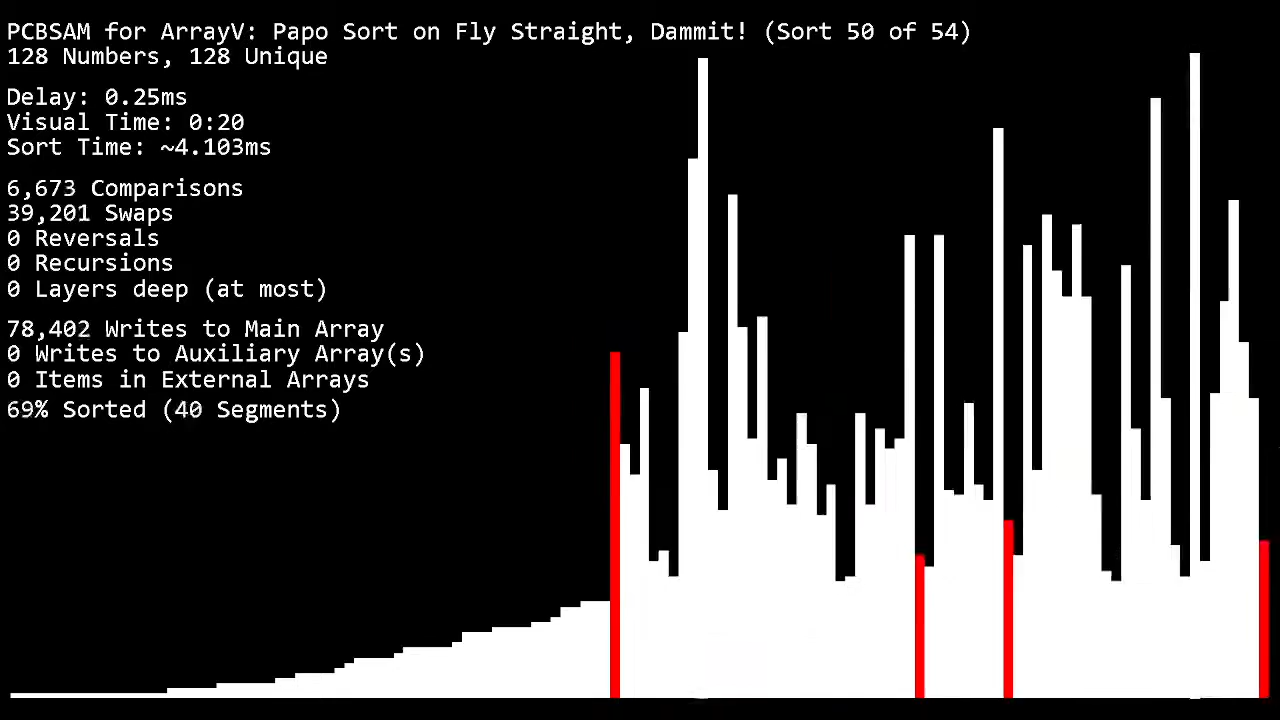 PCBSAM for ArrayV: Papo Sort on Fly Straight, Dammit! (Sort 50 of 54)
128 Numbers, 128 Unique
Delay: 0.25ms
Visual Time: 0:20
Sort Time: ~4.103ms
6,673 Comparisons
39,201 Swaps
0 Reversals
0 Recursions
0 Layers deep (at most)
78,402 Writes to Main Array
0 Writes to Auxiliary Array(s)
0 Items in External Arrays
69% Sorted (40 Segments)